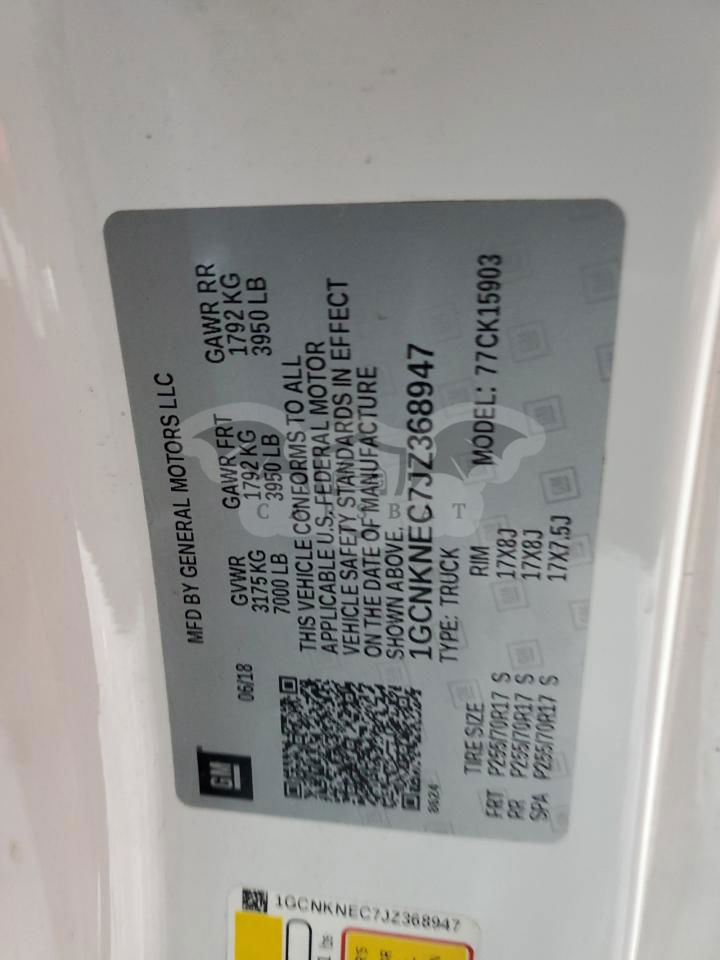 GM
MFD BY GENERAL MOTORS LLC
06/18
GVWR GAWR FRT GAWR RR
3175 KG 1792 KG 1792 KG
7000 LB 3950 LB 3950 LB
THIS VEHICLE CONFORMS TO ALL
APPLICABLE U.S. FEDERAL MOTOR
VEHICLE SAFETY STANDARDS IN EFFECT
ON THE DATE OF MANUFACTURE
SHOWN ABOVE.
1GCNKNEC7JZ368947
TYPE: TRUCK MODEL: 77CK15903
8624
TIRE SIZE RIM
FRT P255/70R17 S 17X8J
RR P255/70R17 S 17X8J
SPA P265/70R17 S 17X7.5J
1GCNKNEC7JZ368947